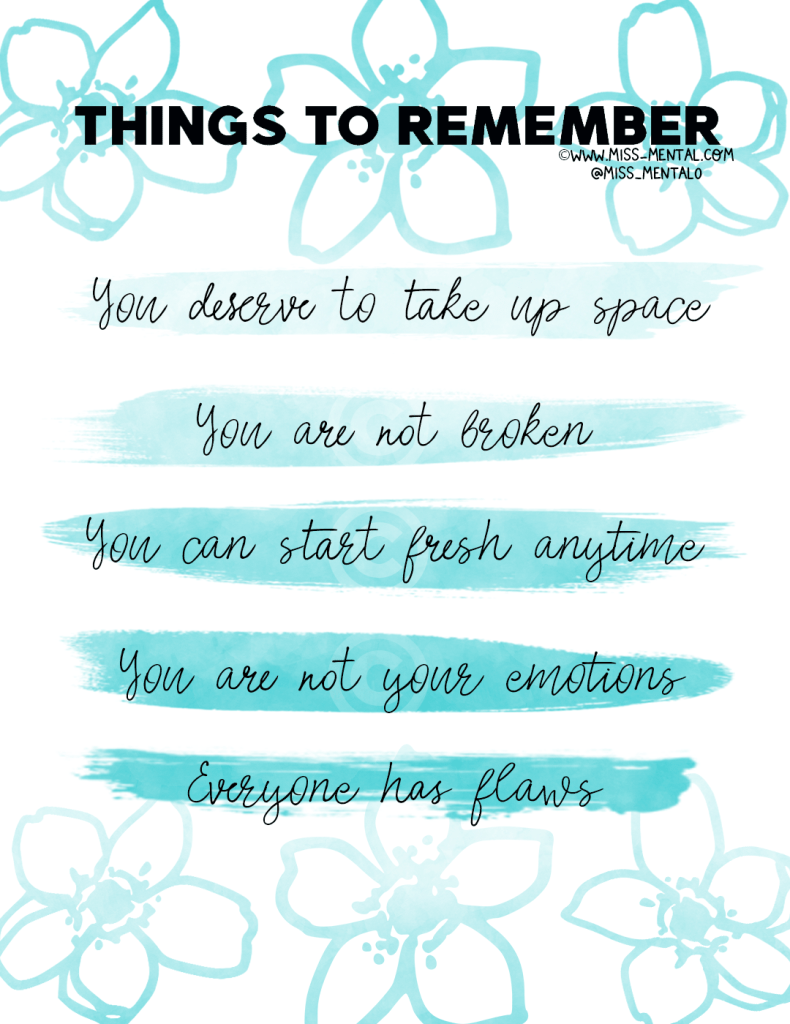 THINGS TO REMEMBER
©WWW.MISS-MENTAL.COM
@MISS_MENTAL0
You deserve to take up space
You are not broken
You can start fresh anytime
You are not your emotions
Everyone has flaws